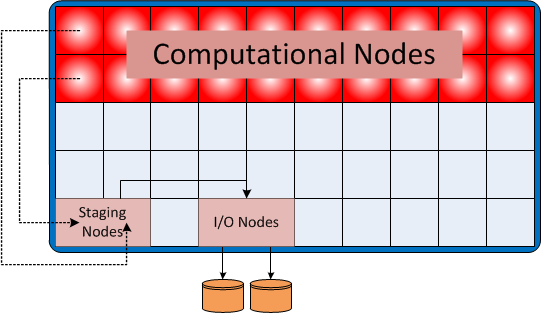 Computational Nodes
Staging
Nodes
I/O Nodes